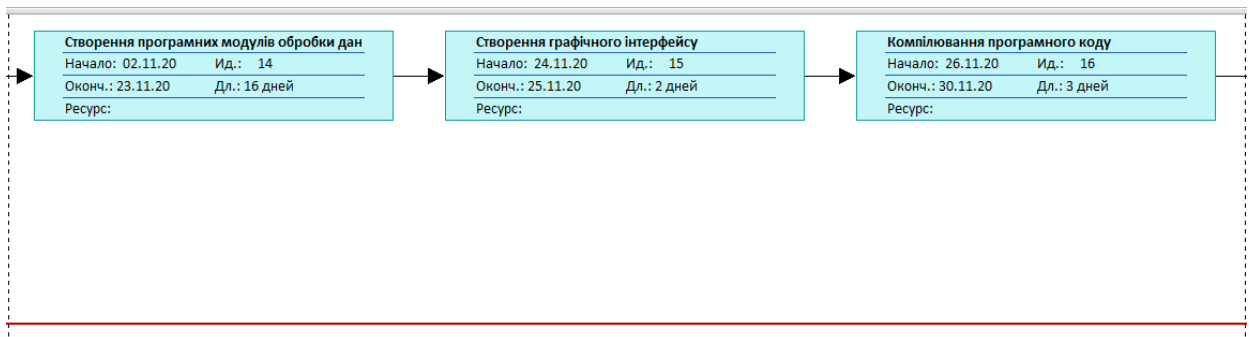 Створення програмних модулів обробки дан
Начало: 02.11.20 Ид.: 14
Оконч.: 23.11.20 Дл.: 16 дней
Ресурс:
Створення графічного інтерфейсу
Начало: 24.11.20 Ид.: 15
Оконч.: 25.11.20 Дл.: 2 дней
Ресурс:
Компілювання програмного коду
Начало: 26.11.20 Ид.: 16
Оконч.: 30.11.20 Дл.: 3 дней
Ресурс: